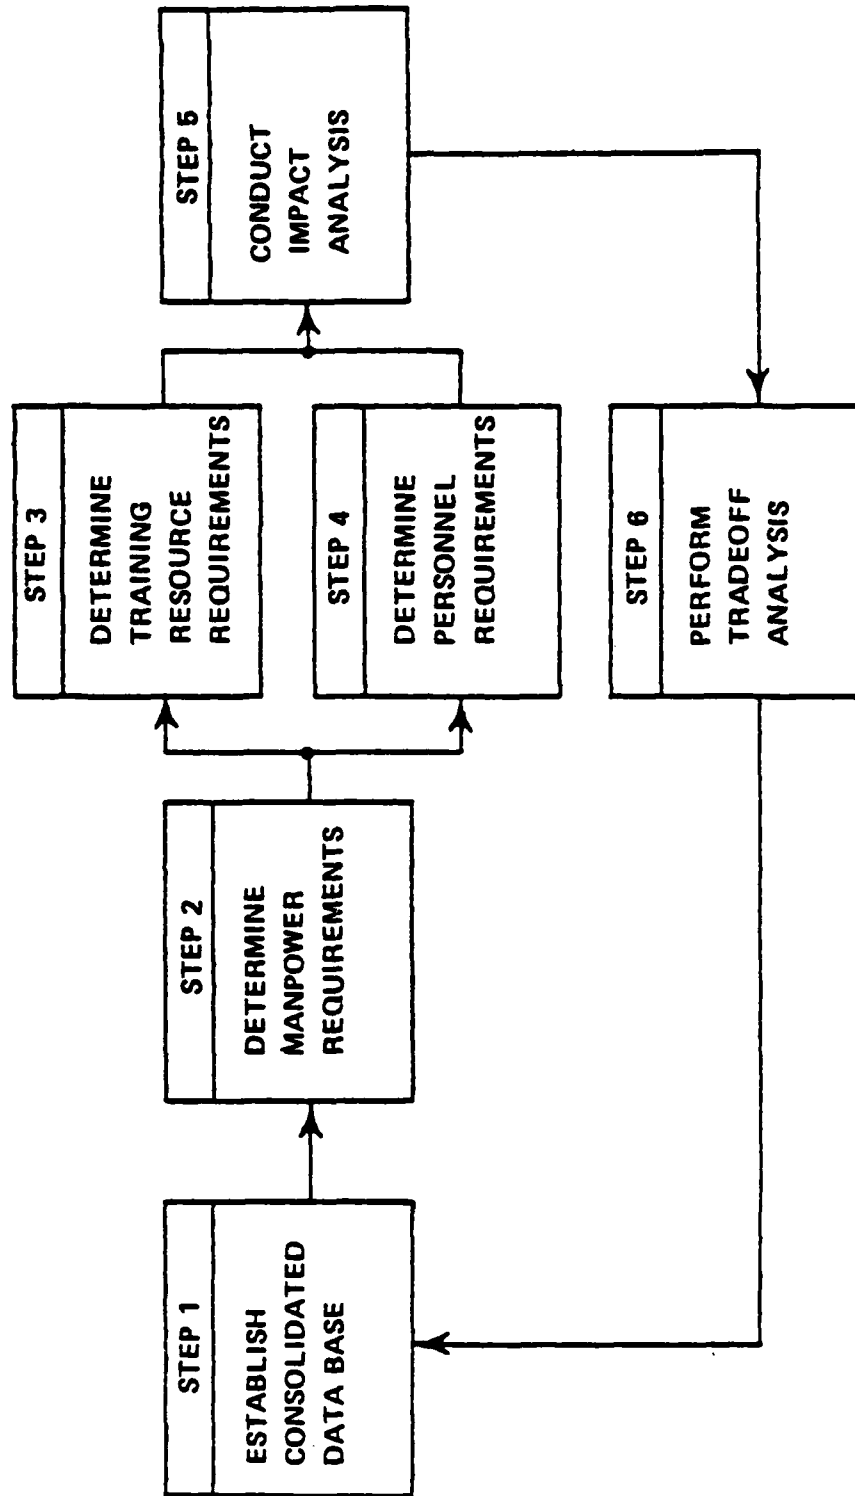 STEP 1
ESTABLISH
CONSOLIDATED
DATA BASE
STEP 2
DETERMINE
MANPOWER
REQUIREMENTS
STEP 3
DETERMINE
TRAINING
RESOURCE
REQUIREMENTS
STEP 4
DETERMINE
PERSONNEL
REQUIREMENTS
STEP 5
CONDUCT
IMPACT
ANALYSIS
STEP 6
PERFORM
TRADEOFF
ANALYSIS